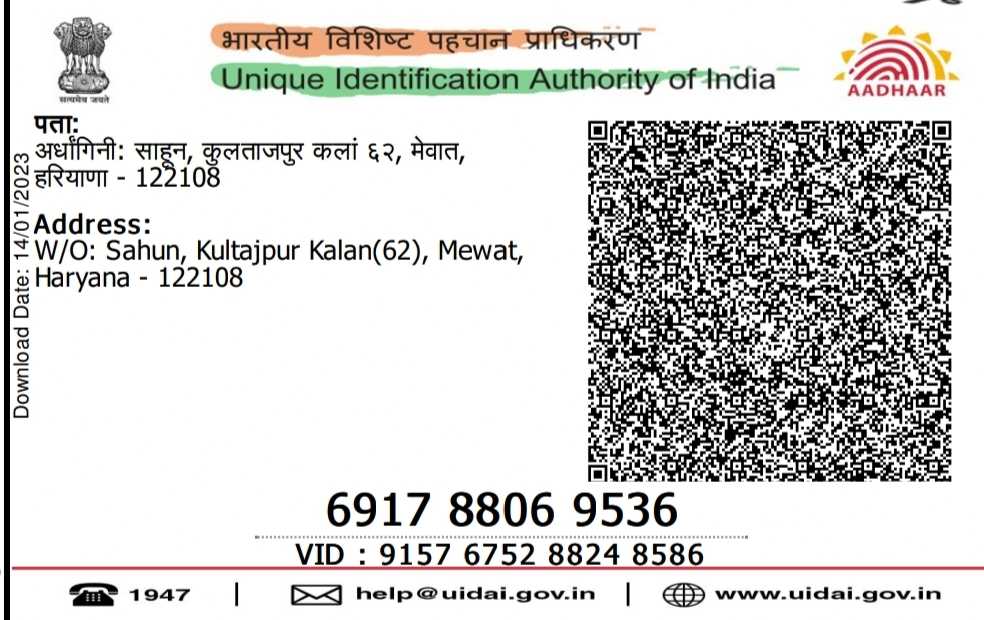 भारतीय विशिष्ट पहचान प्राधिकरण
Unique Identification Authority of India
सत्यमेव जयते
AADHAAR
पता:
अर्धांगिनी: साहून, कुलताजपुर कलां ६२, मेवात,
हरियाणा - 122108
Address:
W/O: Sahun, Kultajpur Kalan(62), Mewat,
Haryana - 122108
Download Date: 14/01/2023
6917 8806 9536
VID : 9157 6752 8824 8586
1947 | help@uidai.gov.in | www.uidai.gov.in